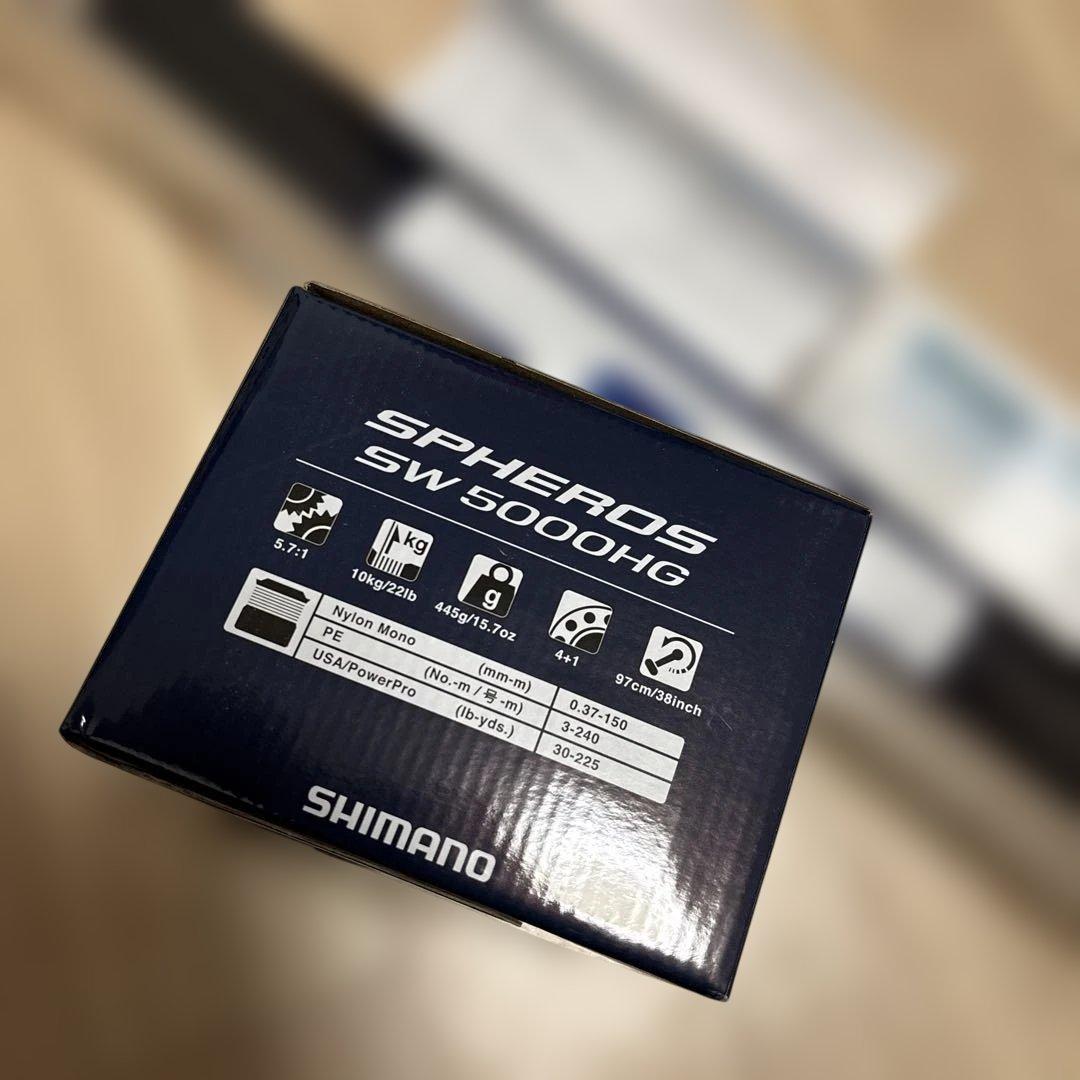 SPHEROS
SW 5000HG
5.7:1
kg
10kg/22lb
g
445g/15.7oz
4+1
97cm/38inch
Nylon Mono (mm-m) 0.37-150
PE (No.-m / 号-m) 3-240
USA/PowerPro (lb-yds.) 30-225
SHIMANO